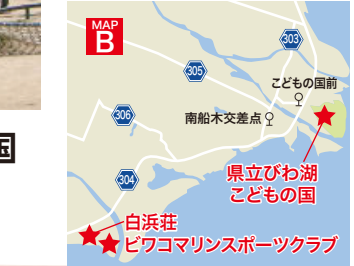 MAP
B
303
305
こどもの国前
306
南船木交差点
国
県立びわ湖
こどもの国
304
白浜荘
ビワコマリンスポーツクラブ